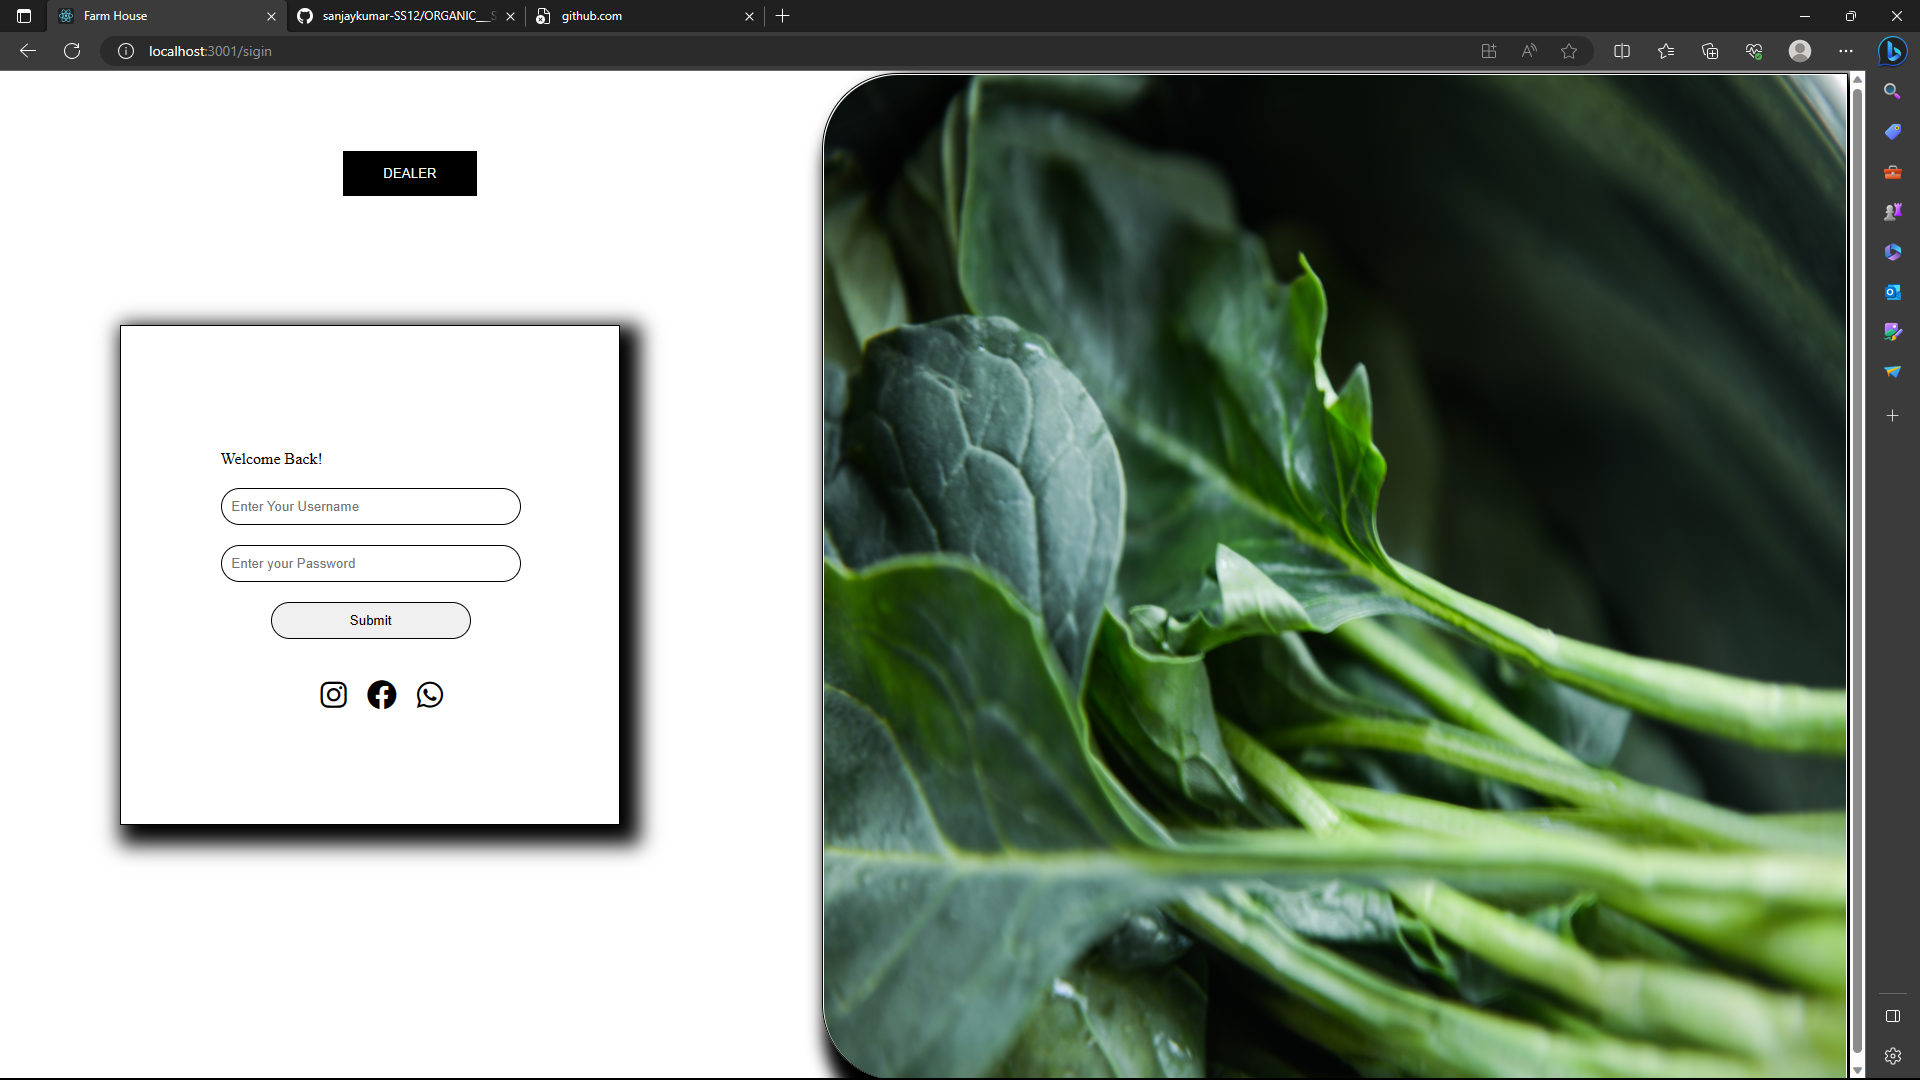 Farm House
sanjaykumar-SS12/ORGANIC__S
github.com
localhost:3001/sigin
DEALER
Welcome Back!
Enter Your Username
Enter your Password
Submit